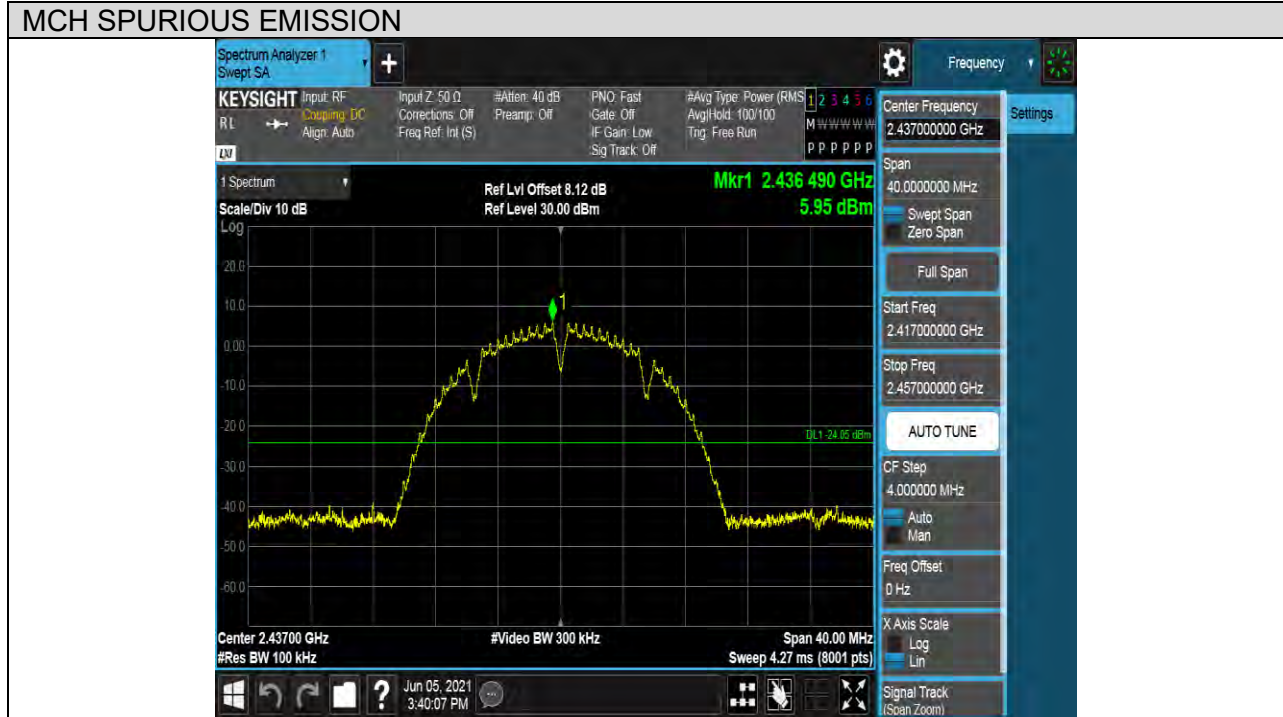 MCH SPURIOUS EMISSION
Spectrum Analyzer 1
Swept SA
+
Frequency
KEYSIGHT
RL
LXI
Input: RF
Coupling: DC
Align: Auto
Input Z: 50 Ω
Corrections: Off
Freq Ref: Int (S)
#Atten: 40 dB
Preamp: Off
PNO: Fast
Gate: Off
IF Gain: Low
Sig Track: Off
#Avg Type: Power (RMS
Avg|Hold: 100/100
Trig: Free Run
1 2 3 4 5 6
M W W W W W
P P P P P P
Center Frequency
2.437000000 GHz
Settings
1 Spectrum
Scale/Div 10 dB
Log
Ref Lvl Offset 8.12 dB
Ref Level 30.00 dBm
Mkr1 2.436 490 GHz
5.95 dBm
20.0
10.0
0.00
-10.0
-20.0
-30.0
-40.0
-50.0
-60.0
1
DL1 -24.05 dBm
Span
40.0000000 MHz
Swept Span
Zero Span
Full Span
Start Freq
2.417000000 GHz
Stop Freq
2.457000000 GHz
AUTO TUNE
CF Step
4.000000 MHz
Auto
Man
Freq Offset
0 Hz
X Axis Scale
Log
Lin
Signal Track
(Span Zoom)
Center 2.43700 GHz
#Res BW 100 kHz
#Video BW 300 kHz
Span 40.00 MHz
Sweep 4.27 ms (8001 pts)
?
Jun 05, 2021
3:40:07 PM